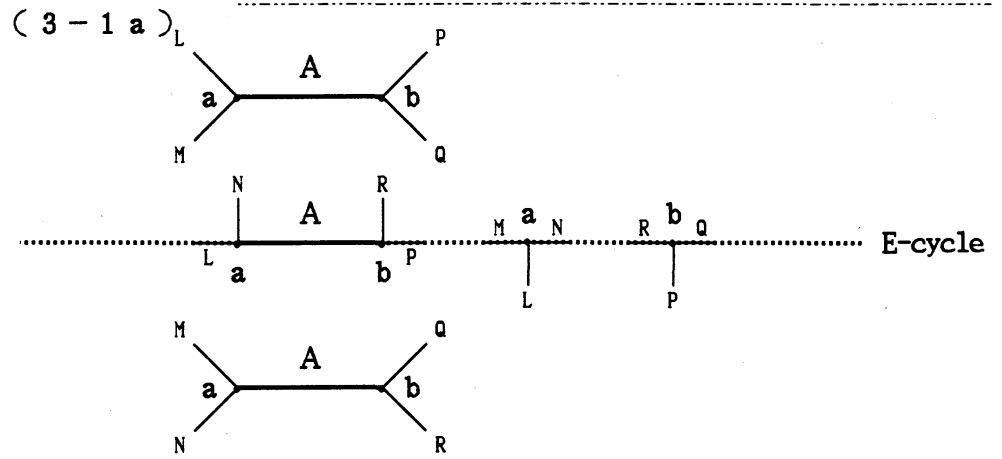 ( 3 - 1 a )
L P
A
a b
M Q
N R
A a b
M N R Q
E-cycle
L P
a b
L P
M Q
A
a b
N R